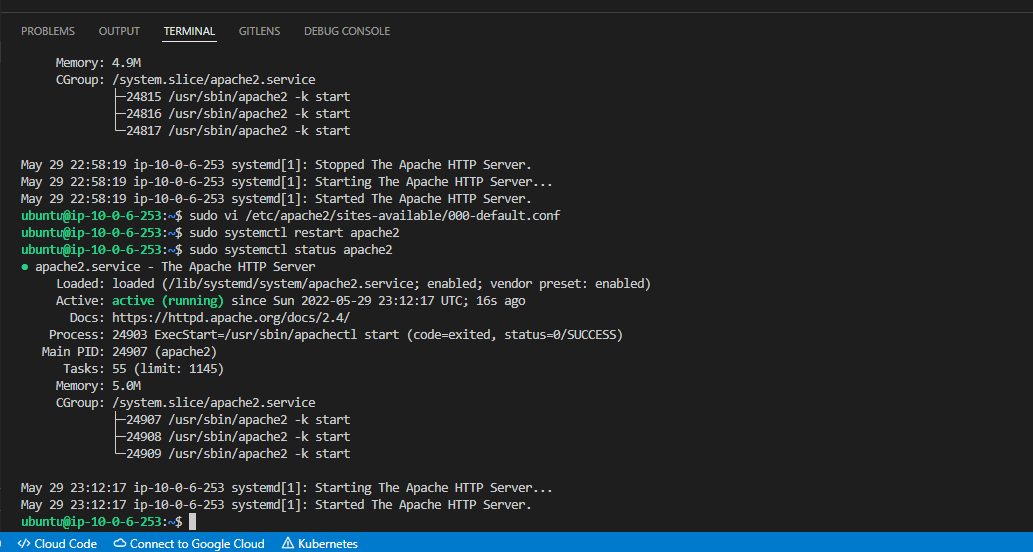 PROBLEMS OUTPUT TERMINAL GITLENS DEBUG CONSOLE
Memory: 4.9M
CGroup: /system.slice/apache2.service
├─24815 /usr/sbin/apache2 -k start
├─24816 /usr/sbin/apache2 -k start
└─24817 /usr/sbin/apache2 -k start
May 29 22:58:19 ip-10-0-6-253 systemd[1]: Stopped The Apache HTTP Server.
May 29 22:58:19 ip-10-0-6-253 systemd[1]: Starting The Apache HTTP Server...
May 29 22:58:19 ip-10-0-6-253 systemd[1]: Started The Apache HTTP Server.
ubuntu@ip-10-0-6-253:~$ sudo vi /etc/apache2/sites-available/000-default.conf
ubuntu@ip-10-0-6-253:~$ sudo systemctl restart apache2
ubuntu@ip-10-0-6-253:~$ sudo systemctl status apache2
● apache2.service - The Apache HTTP Server
Loaded: loaded (/lib/systemd/system/apache2.service; enabled; vendor preset: enabled)
Active: active (running) since Sun 2022-05-29 23:12:17 UTC; 16s ago
Docs: https://httpd.apache.org/docs/2.4/
Process: 24903 ExecStart=/usr/sbin/apachectl start (code=exited, status=0/SUCCESS)
Main PID: 24907 (apache2)
Tasks: 55 (limit: 1145)
Memory: 5.0M
CGroup: /system.slice/apache2.service
├─24907 /usr/sbin/apache2 -k start
├─24908 /usr/sbin/apache2 -k start
└─24909 /usr/sbin/apache2 -k start
May 29 23:12:17 ip-10-0-6-253 systemd[1]: Starting The Apache HTTP Server...
May 29 23:12:17 ip-10-0-6-253 systemd[1]: Started The Apache HTTP Server.
ubuntu@ip-10-0-6-253:~$
Cloud Code Connect to Google Cloud Kubernetes